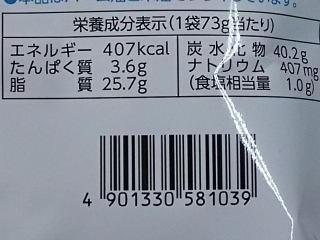 栄養成分表示(1袋73g当たり)
エネルギー 407kcal 炭水化物 40.2g
たんぱく質 3.6g ナトリウム 407mg
脂質 25.7g (食塩相当量 1.0g)
4 901330 581039